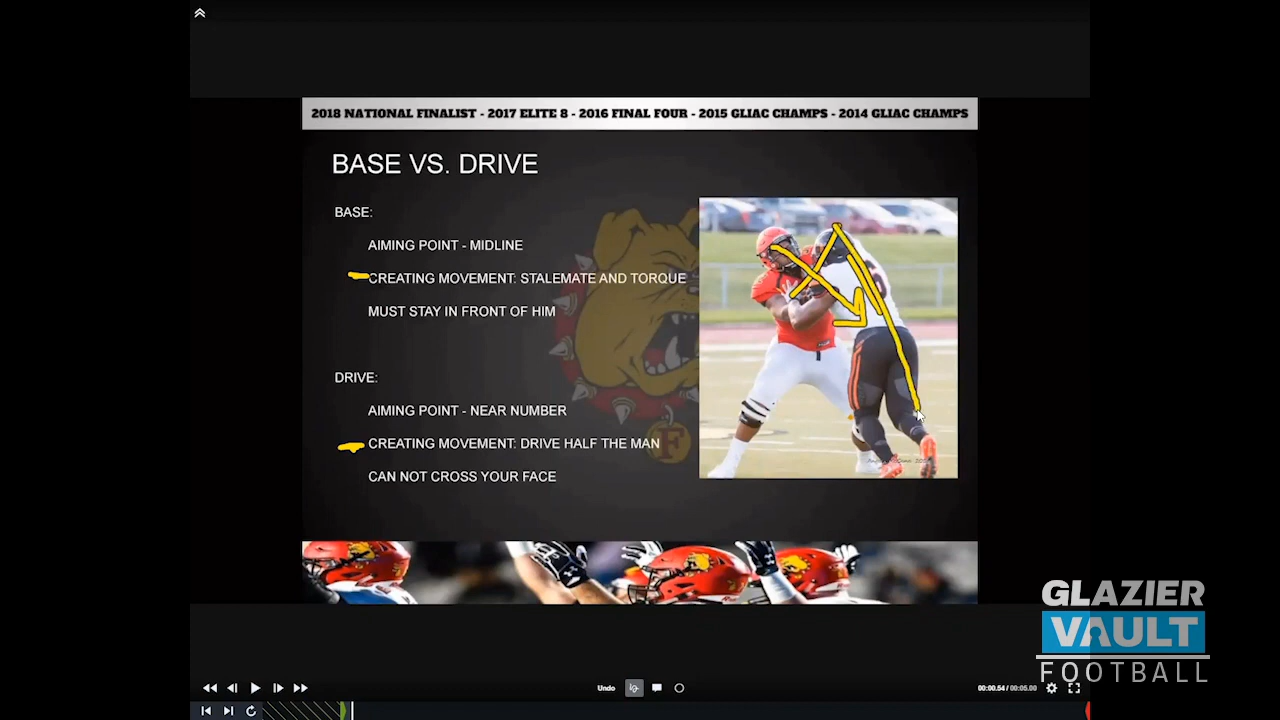 2018 NATIONAL FINALIST - 2017 ELITE 8 - 2016 FINAL FOUR - 2015 GLIAC CHAMPS - 2014 GLIAC CHAMPS
BASE VS. DRIVE
BASE:
AIMING POINT - MIDLINE
CREATING MOVEMENT: STALEMATE AND TORQUE
MUST STAY IN FRONT OF HIM
DRIVE:
AIMING POINT - NEAR NUMBER
CREATING MOVEMENT: DRIVE HALF THE MAN
CAN NOT CROSS YOUR FACE
F
GLAZIER
VAULT
FOOTBALL
Undo
00:00.54 / 00:05.00